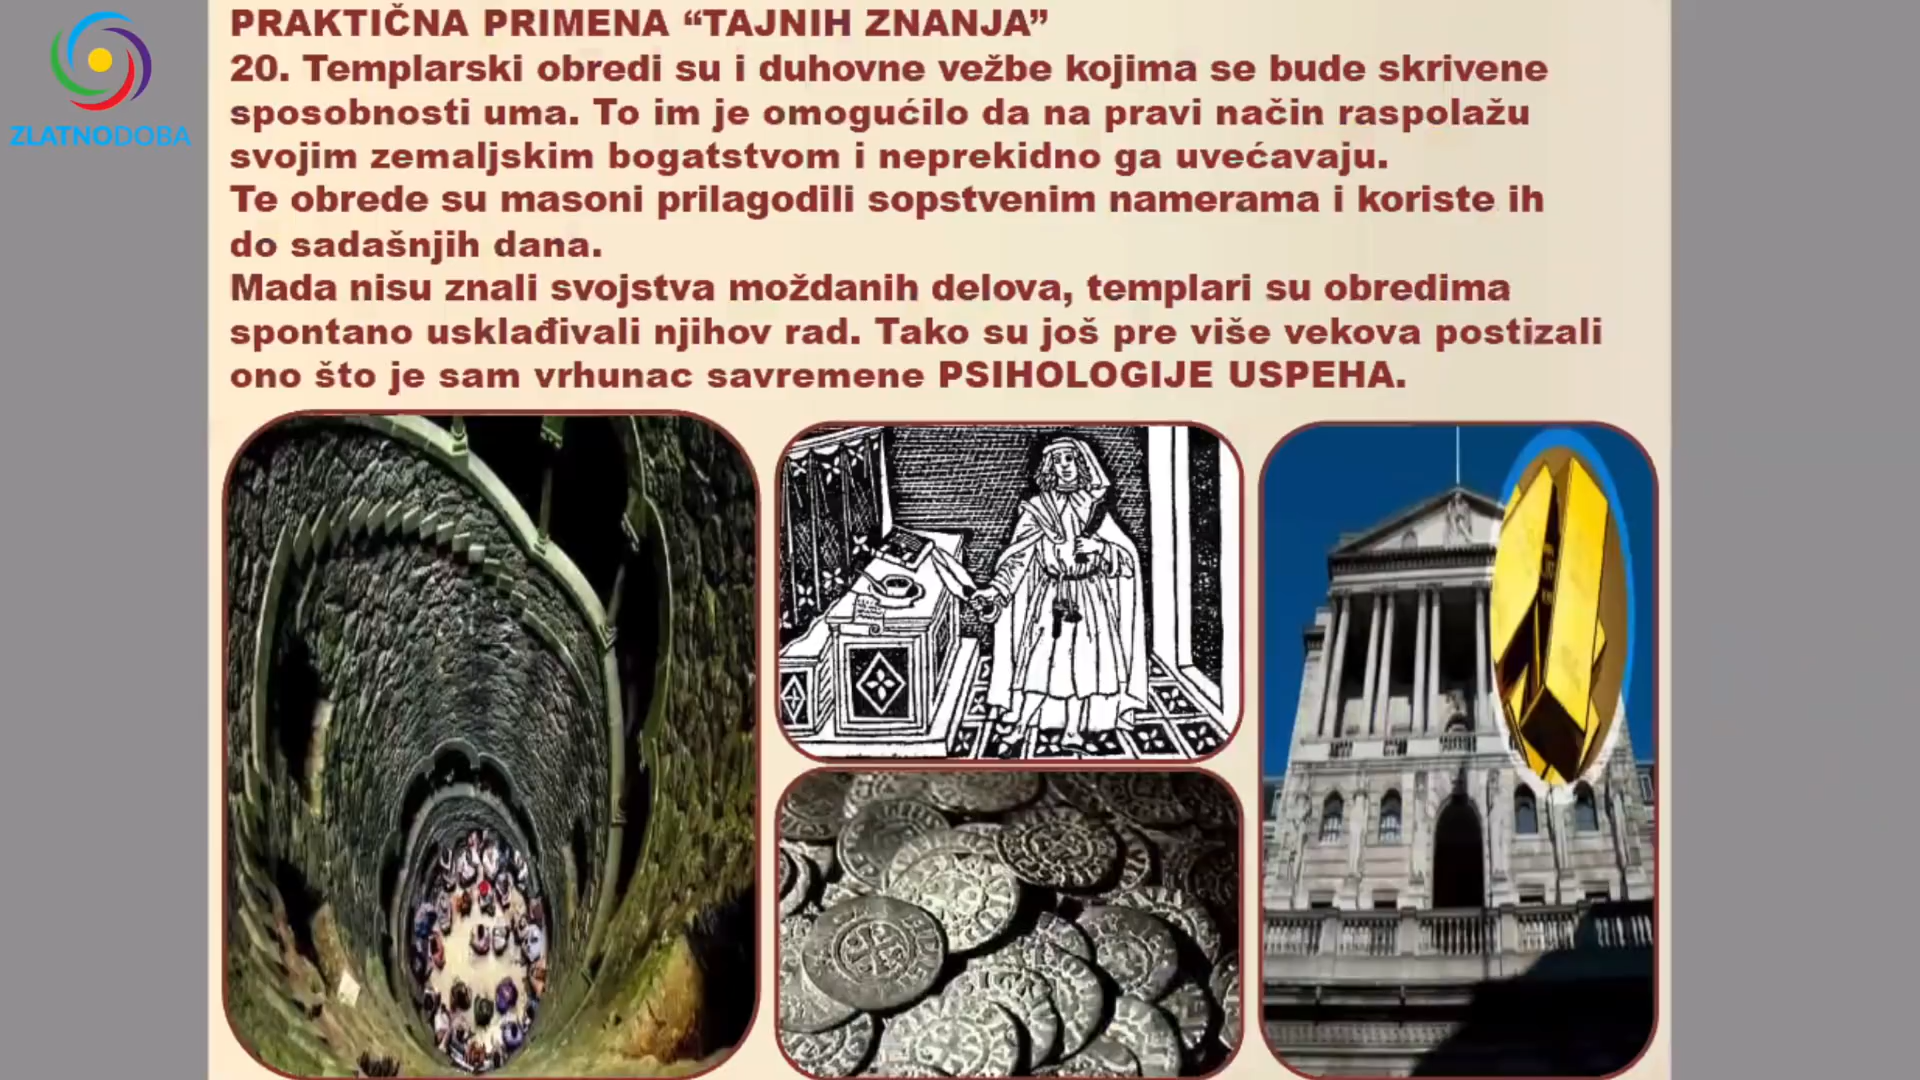 PRAKTIČNA PRIMENA “TAJNIH ZNANJA”
20. Templarski obredi su i duhovne vežbe kojima se bude skrivene
sposobnosti uma. To im je omogućilo da na pravi način raspolažu
svojim zemaljskim bogatstvom i neprekidno ga uvećavaju.
Te obrede su masoni prilagodili sopstvenim namerama i koriste ih
do sadašnjih dana.
Mada nisu znali svojstva moždanih delova, templari su obredima
spontano usklađivali njihov rad. Tako su još pre više vekova postizali
ono što je sam vrhunac savremene PSIHOLOGIJE USPEHA.
ZLATNODOBA